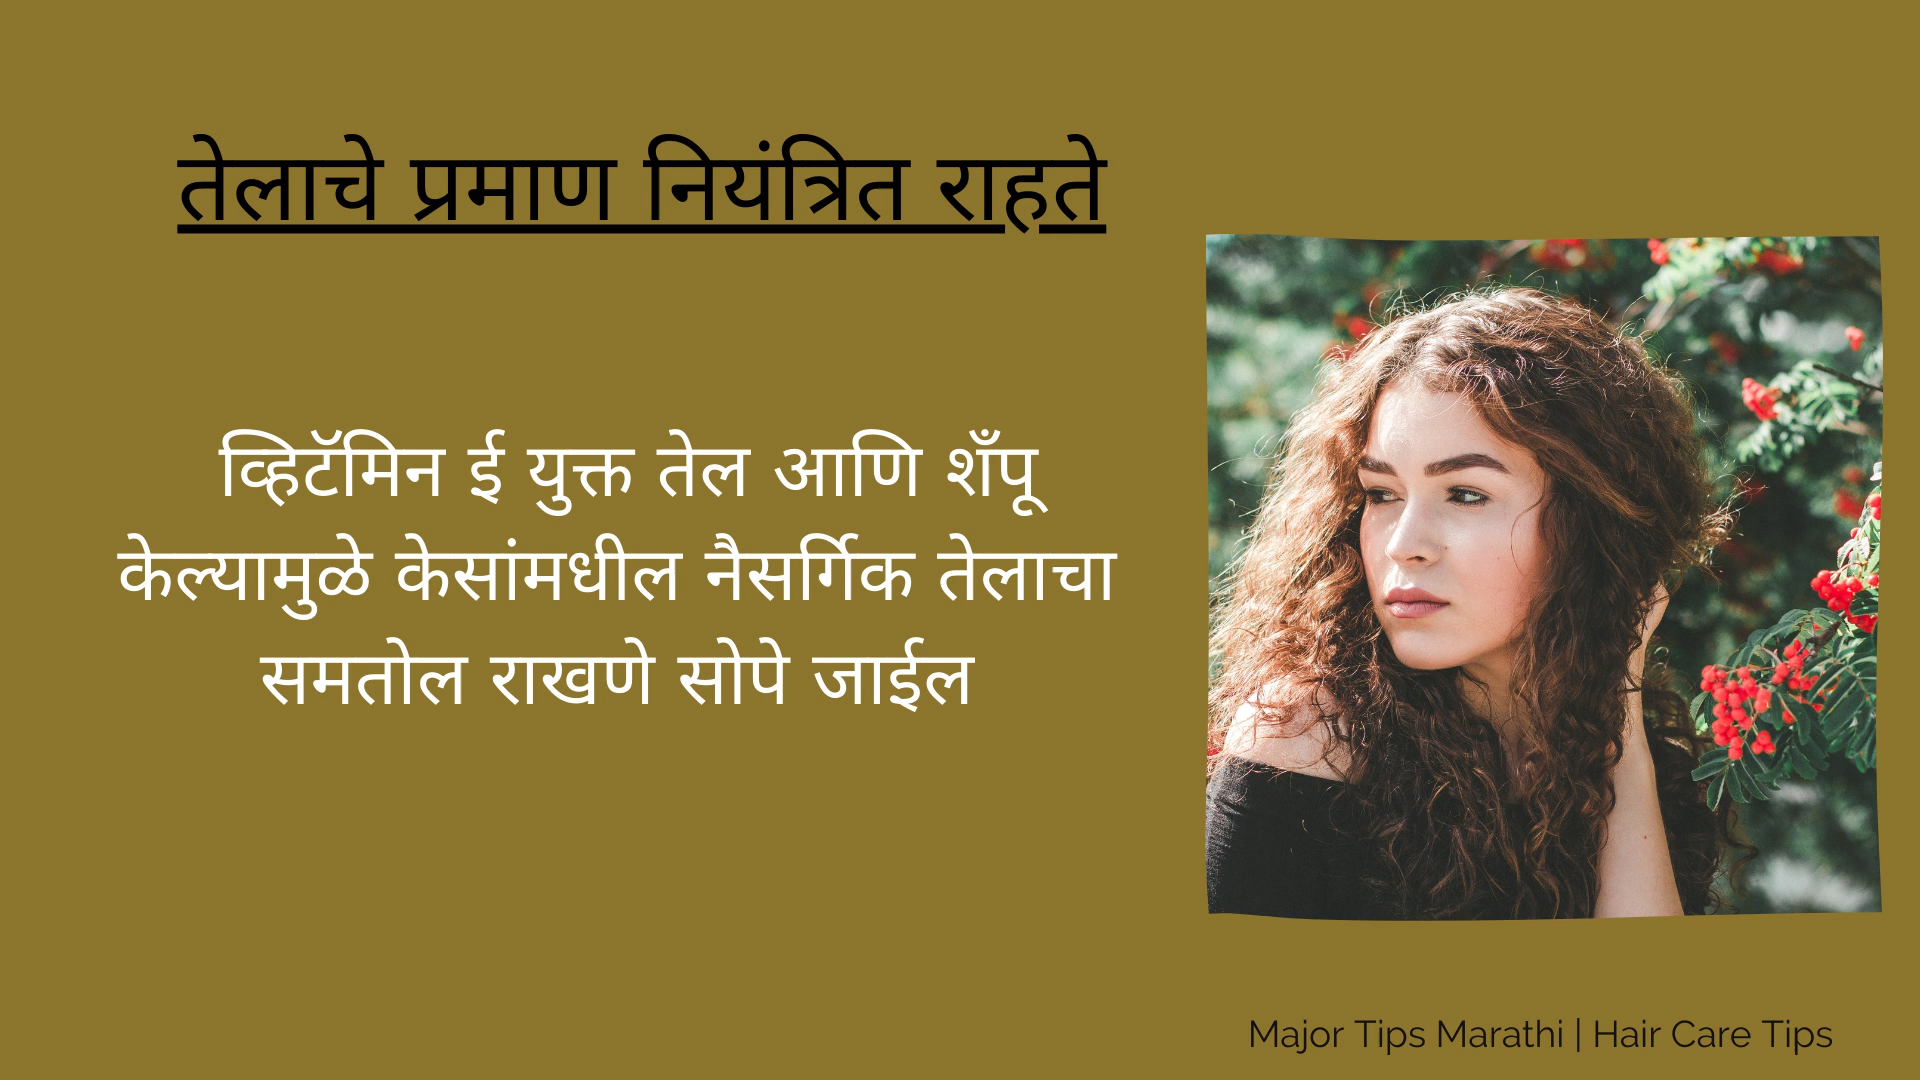 तेलाचे प्रमाण नियंत्रित राहते
व्हिटॅमिन ई युक्त तेल आणि शँपू
केल्यामुळे केसांमधील नैसर्गिक तेलाचा
समतोल राखणे सोपे जाईल
Major Tips Marathi | Hair Care Tips